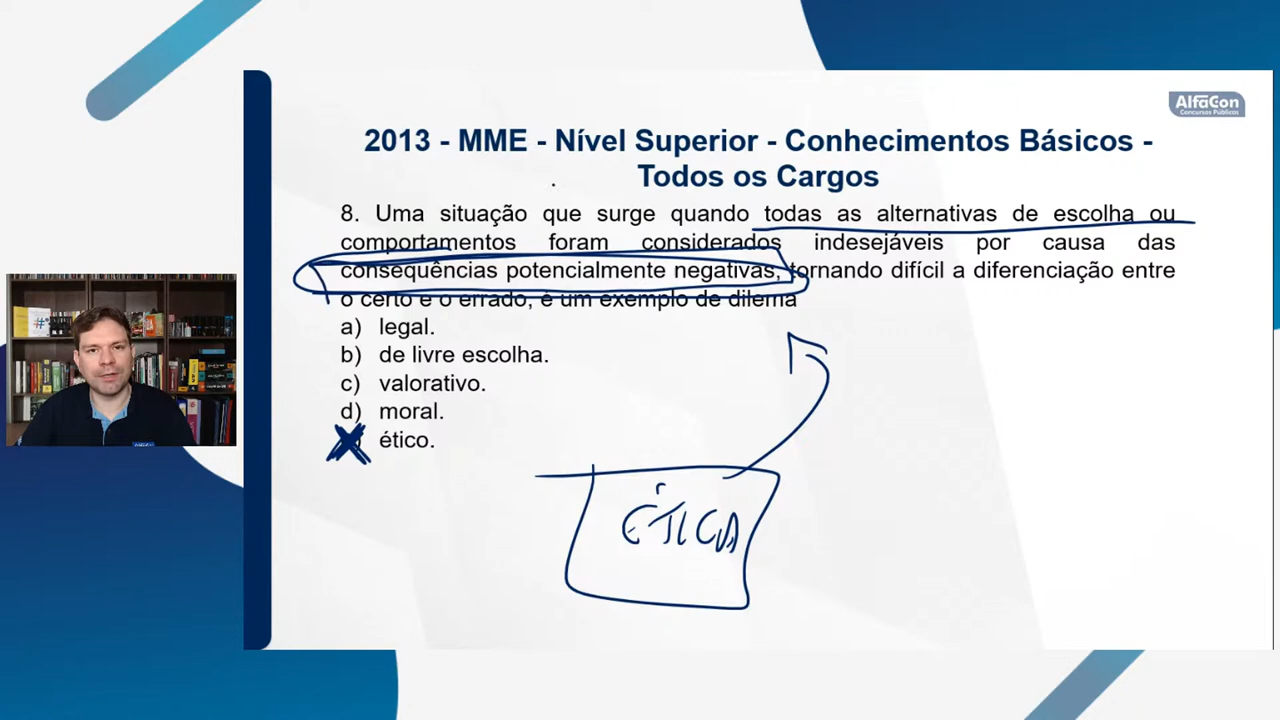 AlfaCon
Concursos Públicos
2013 - MME - Nível Superior - Conhecimentos Básicos -
Todos os Cargos
8. Uma situação que surge quando todas as alternativas de escolha ou
comportamentos foram considerados indesejáveis por causa das
consequências potencialmente negativas, tornando difícil a diferenciação entre
o certo e o errado, é um exemplo de dilema
a) legal.
b) de livre escolha.
c) valorativo.
d) moral.
ético.
ÉTICA